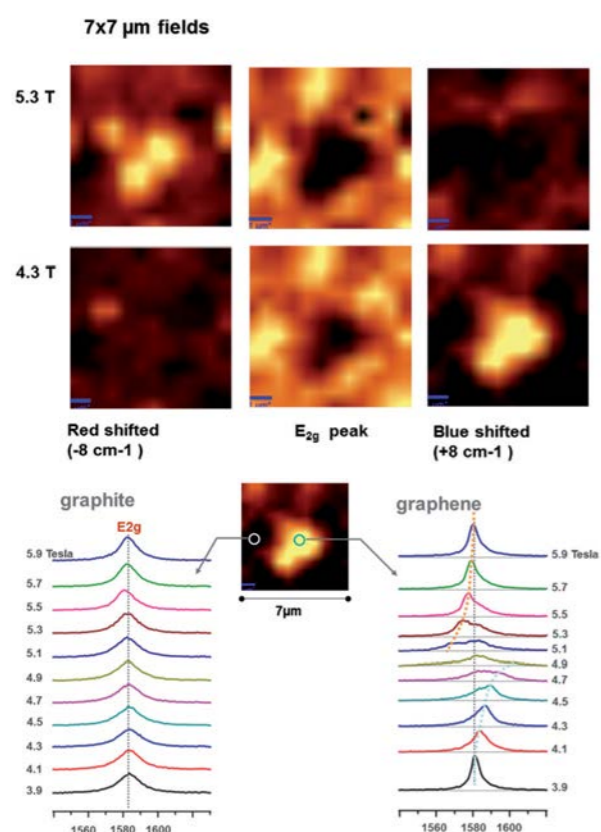 7x7 µm fields
5.3 T
4.3 T
Red shifted
(-8 cm-1 )
E2g peak
Blue shifted
(+8 cm-1 )
graphite
E2g
5.9 Tesla
5.7
5.5
5.3
5.1
4.9
4.7
4.5
4.3
4.1
3.9
1560 1580 1600
7µm
graphene
5.9 Tesla
5.7
5.5
5.3
5.1
4.9
4.7
4.5
4.3
4.1
3.9
1560 1580 1600